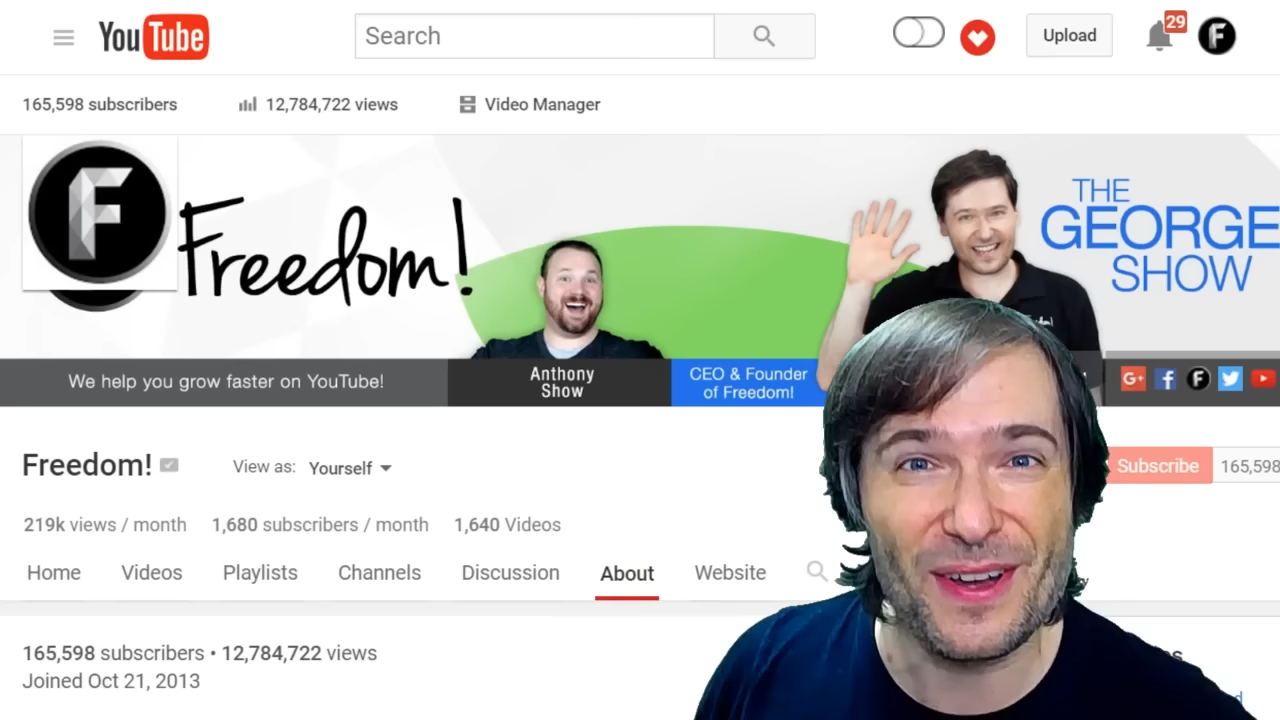 YouTube
Search
Upload
29
F
165,598 subscribers
12,784,722 views
Video Manager
F
Freedom!
THE
GEORGE
SHOW
We help you grow faster on YouTube!
Anthony
Show
CEO & Founder
of Freedom!
G+ f F
Freedom!
View as: Yourself
Subscribe 165,598
219k views / month
1,680 subscribers / month
1,640 Videos
Home Videos Playlists Channels Discussion About Website
165,598 subscribers • 12,784,722 views
Joined Oct 21, 2013